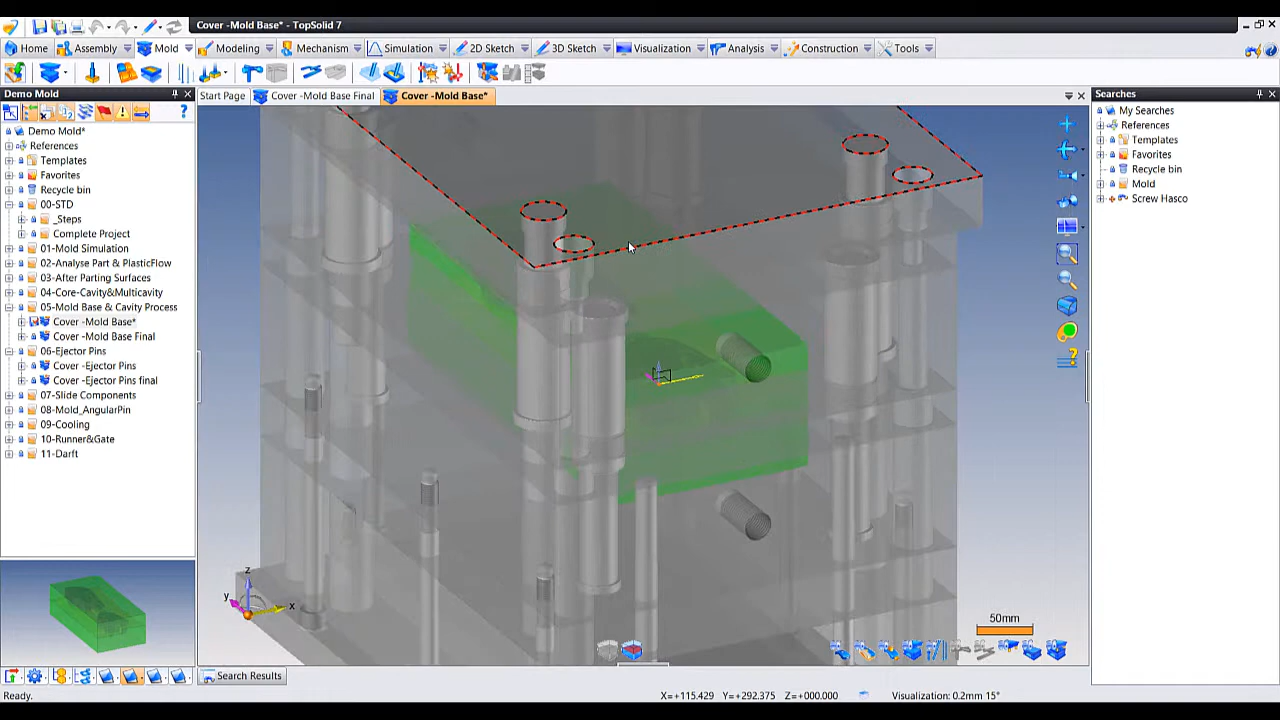 Cover -Mold Base* - TopSolid 7
Home Assembly Mold Modeling Mechanism Simulation 2D Sketch 3D Sketch Visualization Analysis Construction Tools
Demo Mold
Start Page Cover -Mold Base Final Cover -Mold Base*
Searches
Demo Mold*
References
Templates
Favorites
Recycle bin
00-STD
_Steps
Complete Project
01-Mold Simulation
02-Analyse Part & PlasticFlow
03-After Parting Surfaces
04-Core-Cavity&Multicavity
05-Mold Base & Cavity Process
Cover -Mold Base*
Cover -Mold Base Final
06-Ejector Pins
Cover -Ejector Pins
Cover -Ejector Pins final
07-Slide Components
08-Mold_AngularPin
09-Cooling
10-Runner&Gate
11-Darft
My Searches
References
Templates
Favorites
Recycle bin
Mold
Screw Hasco
z
y
x
50mm
Search Results
Ready.
X=+115.429 Y=+292.375 Z=+000.000 Visualization: 0.2mm 15°